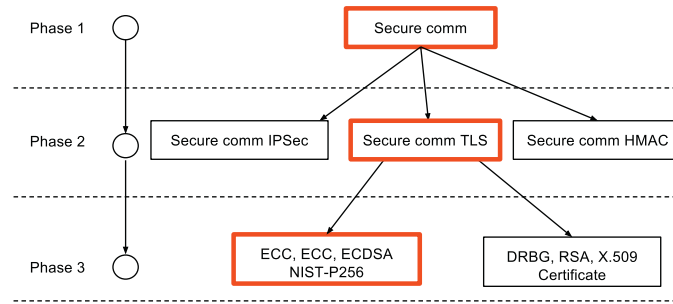 Phase 1
Secure comm
Phase 2
Secure comm IPSec
Secure comm TLS
Secure comm HMAC
Phase 3
ECC, ECC, ECDSA
NIST-P256
DRBG, RSA, X.509
Certificate